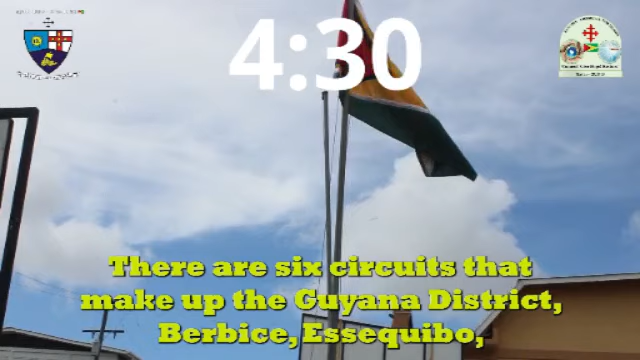 4:30
There are six circuits that
make up the Guyana District,
Berbice, Essequibo,